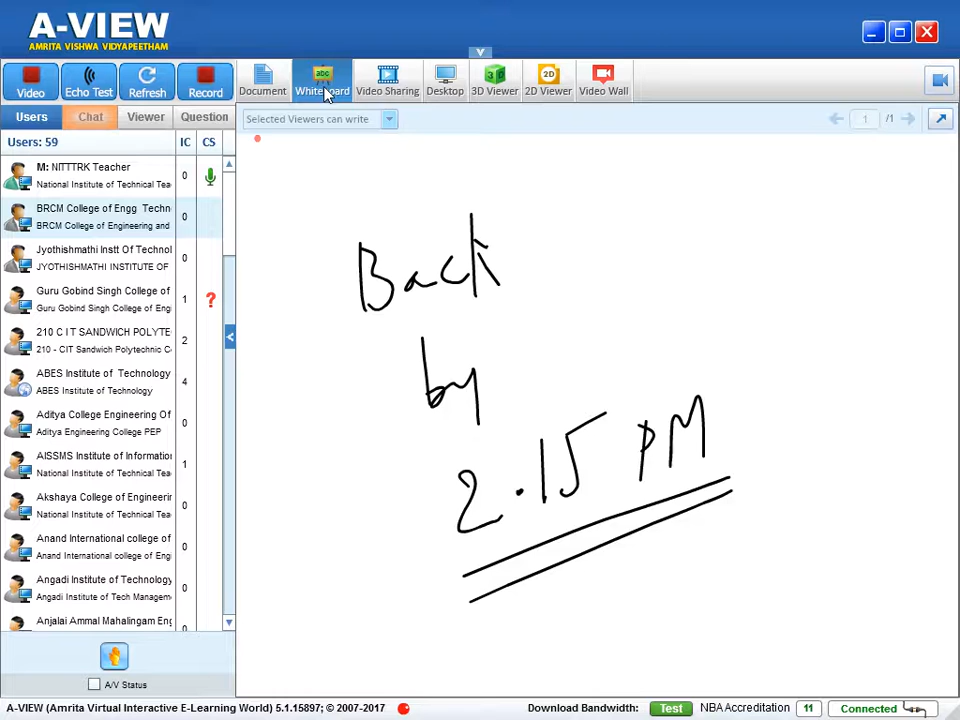 A-VIEW
AMRITA VISHWA VIDYAPEETHAM
Video
Echo Test
Refresh
Record
Document
Whiteboard
Video Sharing
Desktop
3D Viewer
2D Viewer
Video Wall
Users
Chat
Viewer
Question
Selected Viewers can write
1
/1
Users: 59
IC
CS
M: NITTTRK Teacher
National Institute of Technical Tea
0
BRCM College of Engg Techn
BRCM College of Engineering and
0
Jyothishmathi Instt Of Technol
JYOTHISHMATHI INSTITUTE OF
0
Guru Gobind Singh College of
Guru Gobind Singh College of Engi
1 ?
210 C I T SANDWICH POLYTE
210 - CIT Sandwich Polytechnic C
2
ABES Institute of Technology
ABES Institute of Technology
4
Aditya College Engineering Of
Aditya Engineering College PEP
0
AISSMS Institute of Informatio
National Institute of Technical Tea
1
Akshaya College of Engineerin
National Institute of Technical Tea
0
Anand International college of
Anand International college of Eng
0
Angadi Institute of Technology
Angadi Institute of Tech Managem
0
Anjalai Ammal Mahalingam Eng
0
Back
by
2.15 PM
A/V Status
A-VIEW (Amrita Virtual Interactive E-Learning World) 5.1.15897; © 2007-2017
Download Bandwidth:
Test
NBA Accreditation
11
Connected
abc
3D
2D